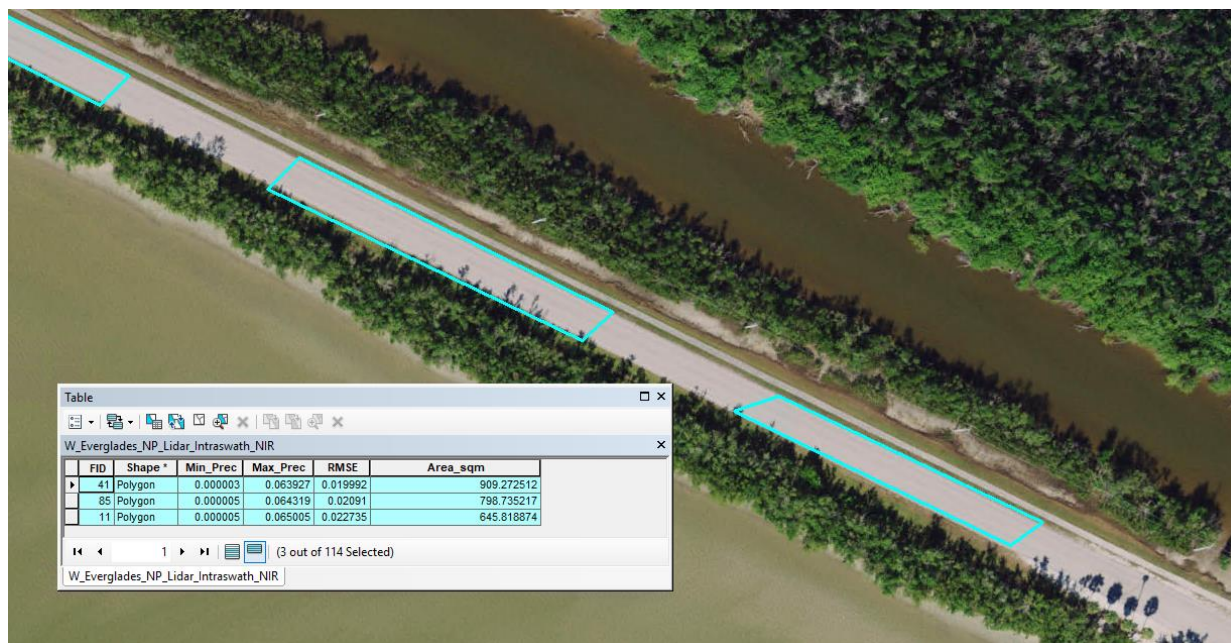 Table
W_Everglades_NP_Lidar_Intraswath_NIR
FID Shape * Min_Prec Max_Prec RMSE Area_sqm
41 Polygon 0.000003 0.063927 0.019992 909.272512
85 Polygon 0.000005 0.064319 0.02091 798.735217
11 Polygon 0.000005 0.065005 0.022735 645.818874
1 (3 out of 114 Selected)
W_Everglades_NP_Lidar_Intraswath_NIR